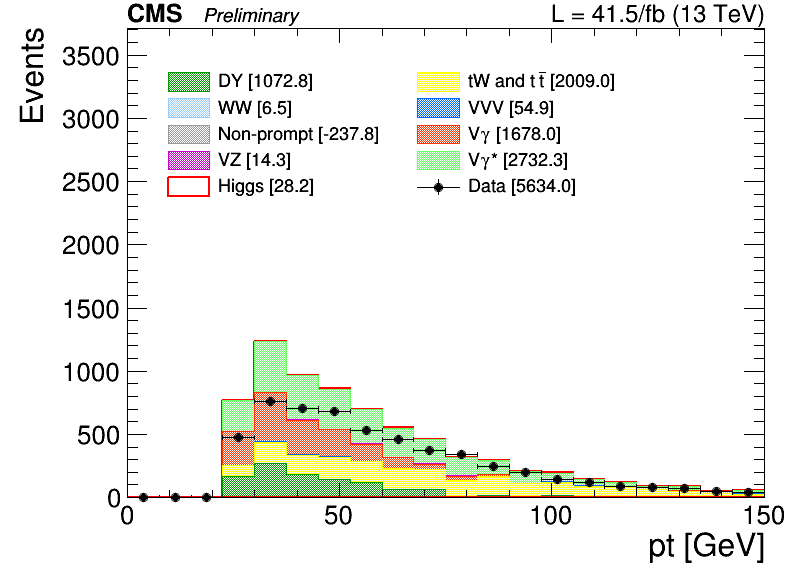 CMS Preliminary L = 41.5/fb (13 TeV)
Events
3500
3000
2500
2000
1500
1000
500
0
DY [1072.8]
WW [6.5]
Non-prompt [-237.8]
VZ [14.3]
Higgs [28.2]
tW and tt̅ [2009.0]
VVV [54.9]
Vγ [1678.0]
Vγ* [2732.3]
Data [5634.0]
0 50 100 150
pt [GeV]